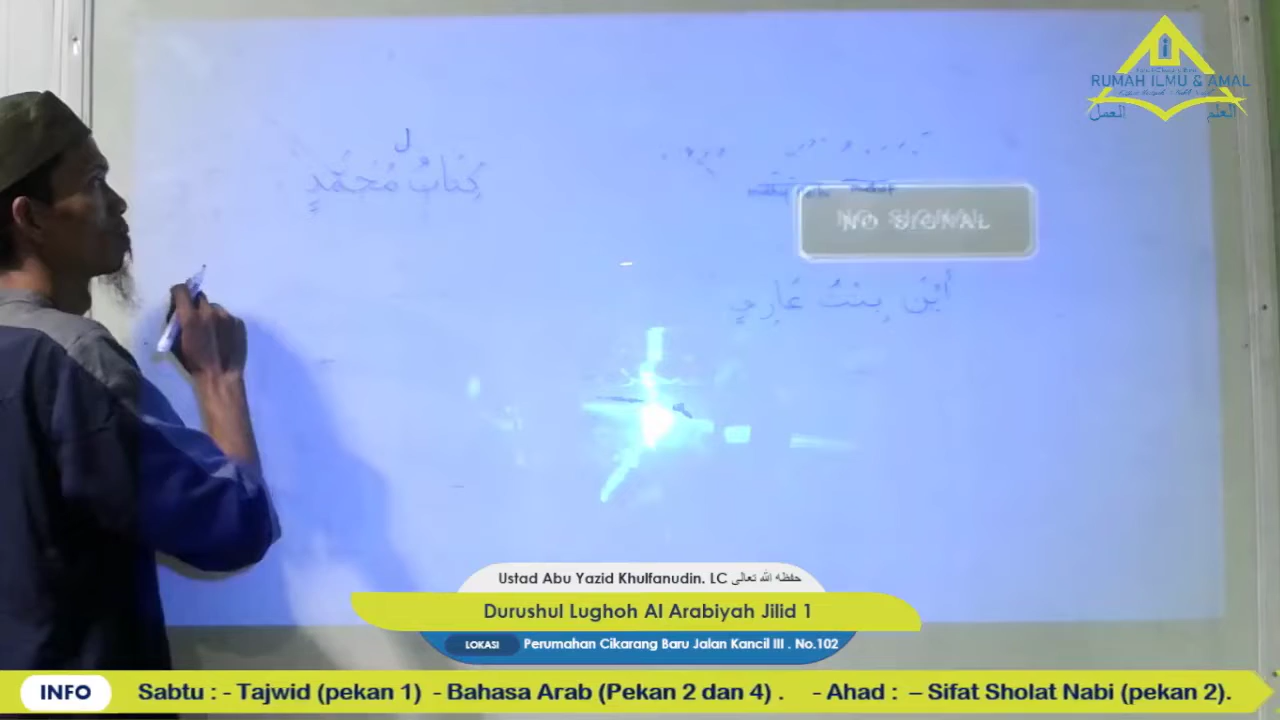 RUMAH ILMU & AMAL
العلم
العمل
ل
كِتَابُ مُحَمَّدٍ
mudhof
NO SIGNAL
Ustad Abu Yazid Khulfanudin. LC حفظه الله تعالى
Durushul Lughoh Al Arabiyah Jilid 1
LOKASI Perumahan Cikarang Baru Jalan Kancil III . No.102
INFO Sabtu : - Tajwid (pekan 1) - Bahasa Arab (Pekan 2 dan 4) . - Ahad : – Sifat Sholat Nabi (pekan 2).